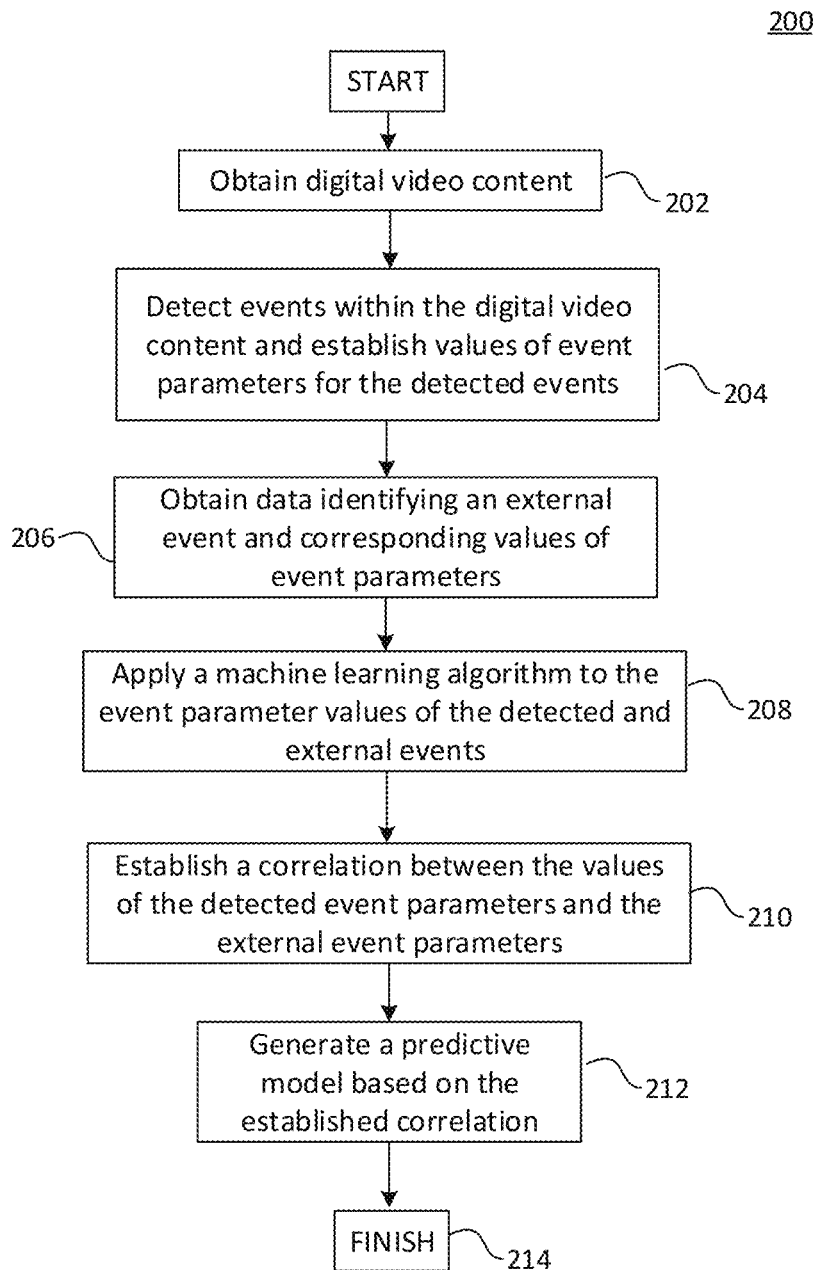 200
START
Obtain digital video content
202
Detect events within the digital video
content and establish values of event
parameters for the detected events
204
Obtain data identifying an external
event and corresponding values of
event parameters
206
Apply a machine learning algorithm to the
event parameter values of the detected and
external events
208
Establish a correlation between the values
of the detected event parameters and the
external event parameters
210
Generate a predictive
model based on the
established correlation
212
FINISH
214